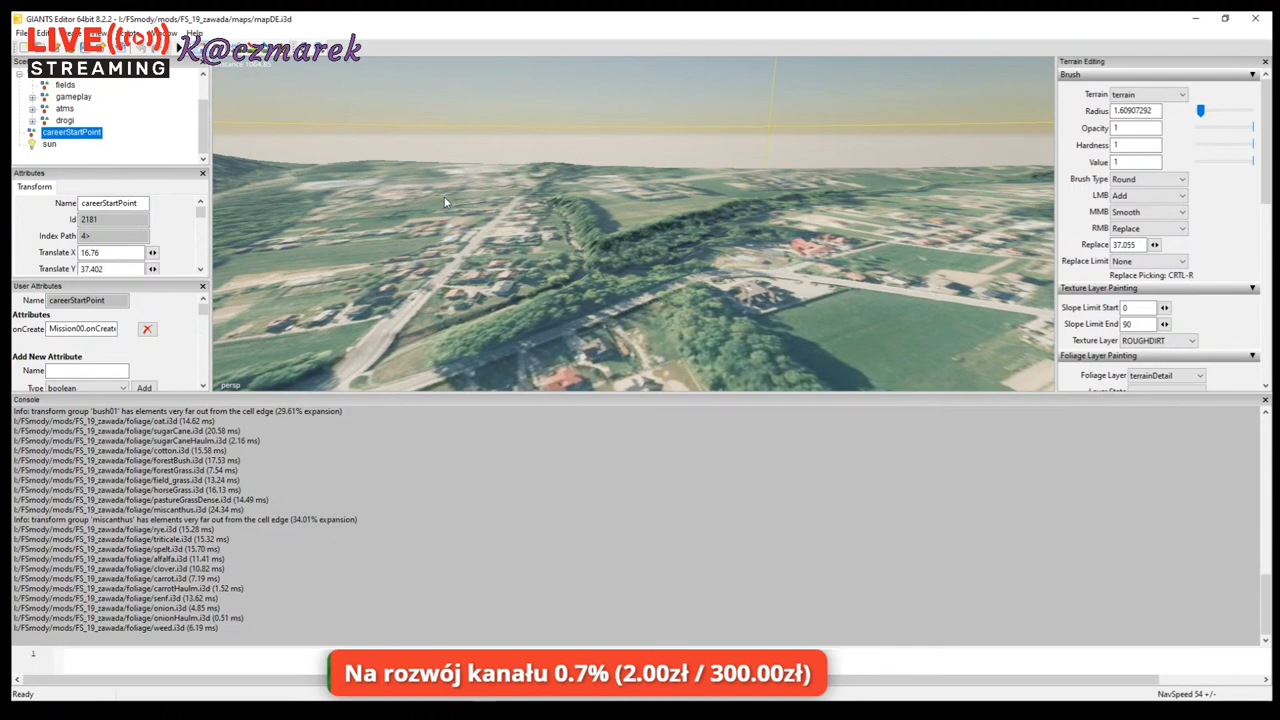 GIANTS Editor 64bit 8.2.2 - I:/FSmody/mods/FS_19_zawada/maps/mapDE.i3d
Window Help
LIVE
STREAMING
K@czmarek
fields
gameplay
atms
drogi
careerStartPoint
sun
Attributes
Transform
Name careerStartPoint
Id 2181
Index Path 4>
Translate X 16.76
Translate Y 37.402
User Attributes
Name careerStartPoint
Attributes
onCreate Mission00.onCreate
Add New Attribute
Name
Type boolean Add
persp
Terrain Editing
Brush
Terrain terrain
Radius 1.60907292
Opacity 1
Hardness 1
Value 1
Brush Type Round
LMB Add
MMB Smooth
RMB Replace
Replace 37.055
Replace Limit None
Replace Picking: CRTL-R
Texture Layer Painting
Slope Limit Start 0
Slope Limit End 90
Texture Layer ROUGHDIRT
Foliage Layer Painting
Foliage Layer terrainDetail
Console
Info: transform group 'bush01' has elements very far out from the cell edge (29.61% expansion)
I:/FSmody/mods/FS_19_zawada/foliage/oat.i3d (14.62 ms)
I:/FSmody/mods/FS_19_zawada/foliage/sugarCane.i3d (20.58 ms)
I:/FSmody/mods/FS_19_zawada/foliage/sugarCaneHaulm.i3d (2.16 ms)
I:/FSmody/mods/FS_19_zawada/foliage/cotton.i3d (15.58 ms)
I:/FSmody/mods/FS_19_zawada/foliage/forestBush.i3d (17.53 ms)
I:/FSmody/mods/FS_19_zawada/foliage/forestGrass.i3d (7.54 ms)
I:/FSmody/mods/FS_19_zawada/foliage/field_grass.i3d (13.24 ms)
I:/FSmody/mods/FS_19_zawada/foliage/horseGrass.i3d (16.13 ms)
I:/FSmody/mods/FS_19_zawada/foliage/pastureGrassDense.i3d (14.49 ms)
I:/FSmody/mods/FS_19_zawada/foliage/miscanthus.i3d (24.34 ms)
Info: transform group 'miscanthus' has elements very far out from the cell edge (34.01% expansion)
I:/FSmody/mods/FS_19_zawada/foliage/rye.i3d (15.28 ms)
I:/FSmody/mods/FS_19_zawada/foliage/triticale.i3d (15.32 ms)
I:/FSmody/mods/FS_19_zawada/foliage/spelt.i3d (15.70 ms)
I:/FSmody/mods/FS_19_zawada/foliage/alfalfa.i3d (11.41 ms)
I:/FSmody/mods/FS_19_zawada/foliage/clover.i3d (10.82 ms)
I:/FSmody/mods/FS_19_zawada/foliage/carrot.i3d (7.19 ms)
I:/FSmody/mods/FS_19_zawada/foliage/carrotHaulm.i3d (1.52 ms)
I:/FSmody/mods/FS_19_zawada/foliage/senf.i3d (13.62 ms)
I:/FSmody/mods/FS_19_zawada/foliage/onion.i3d (4.85 ms)
I:/FSmody/mods/FS_19_zawada/foliage/onionHaulm.i3d (0.51 ms)
I:/FSmody/mods/FS_19_zawada/foliage/weed.i3d (6.19 ms)
1
Na rozwój kanału 0.7% (2.00zł / 300.00zł)
Ready
NavSpeed 54 +/-